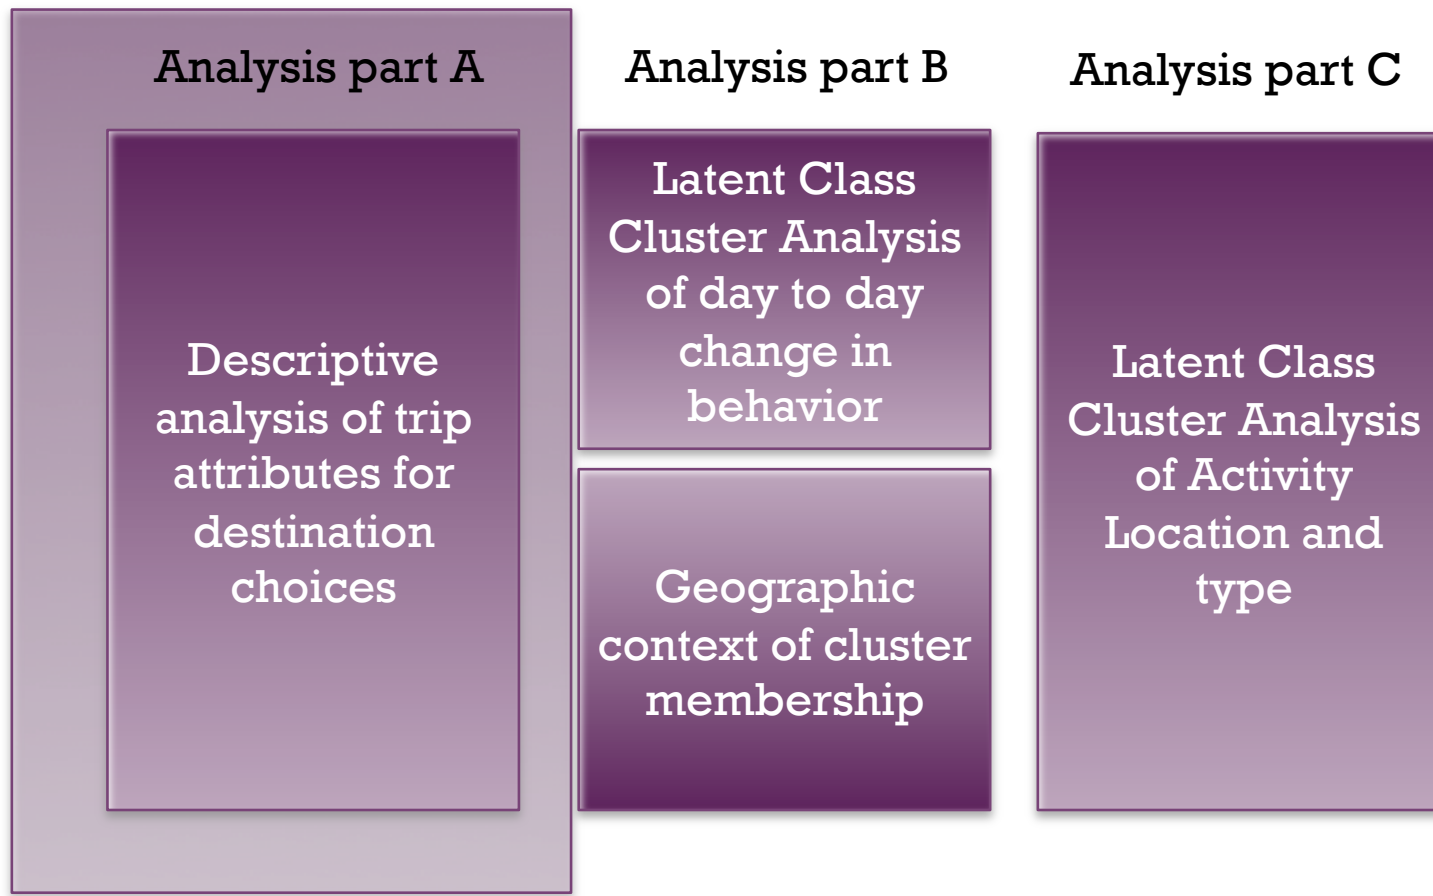 Analysis part A
Descriptive
analysis of trip
attributes for
destination
choices
Analysis part B
Latent Class
Cluster Analysis
of day to day
change in
behavior
Geographic
context of cluster
membership
Analysis part C
Latent Class
Cluster Analysis
of Activity
Location and
type